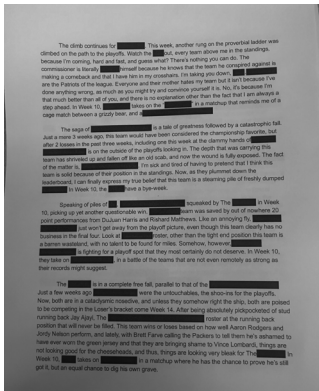 The climb continues for This week, another rung on the proverbial ladder was
climbed on the path to the playoffs. Watch the out, every team above me in the standings,
because I'm coming, hard and fast, and guess what? There's nothing you can do. The
commissioner is literally himself because he knows that the team he conspired against is
making a comeback and that I have him in my crosshairs. I'm taking you down,
are the Patriots of the league. Everyone and their mother hates my team but it isn't because I've
done anything wrong, as much as you might try and convince yourself it is. No, it's because I'm
that much better than all of you, and there is no explanation other than the fact that I am always a
step ahead. In Week 10, takes on the in a matchup that reminds me of a
cage match between a grizzly bear, and a
The saga of is a tale of greatness followed by a catastrophic fall.
Just a mere 3 weeks ago, this team would have been considered the championship favorite, but
after 2 losses in the past three weeks, including one this week at the dammy hands of
is on the outside of the playoffs looking in. The depth that was carrying this
team has shriveled up and fallen off like an old scab, and now the wound is fully exposed. The fact
of the matter is, I'm sick and tired of having to pretend that I think this
team is solid because of their position in the standings. Now, as they plummet down the
leaderboard, I can finally express my true belief that this team is a steaming pile of freshly dumped
In Week 10, the have a bye-week.
Speaking of piles of squeaked by The in Week
10, picking up yet another questionable win. team was saved by out of nowhere 20
point performances from DuJuan Harris and Rishard Matthews. Like an annoying fly,
just won't get away from the playoff picture, even though this team clearly has no
business in the final four. Look at roster, other than the tight end position this team is
a barren wasteland, with no talent to be found for miles. Somehow, however,
is fighting for a playoff spot that they most certainly do not deserve. In Week 10,
they take on in a battle of the teams that are not even remotely as strong as
their records might suggest.
The is in a complete free fall, parallel to that of the
Just a few weeks ago were the untouchables, the shoo-ins for the playoffs.
Now, both are in a cataclysmic nosedive, and unless they somehow right the ship, both are poised
to be competing in the Loser's bracket come Week 14. After being absolutely pickpocketed of stud
running back Jay Ajayi, The roster at the running back
position that will never be filled. This team wins or loses based on how well Aaron Rodgers and
Jordy Nelson perform, and lately, with Brett Favre calling the Packers to tell them he's ashamed to
have ever worn the green jersey and that they are bringing shame to Vince Lombardi, things are
not looking good for the cheeseheads, and thus, things are looking very bleak for The In
Week 10, takes on in a matchup where he has the chance to prove he's still
got it, but an equal chance to dig his own grave.